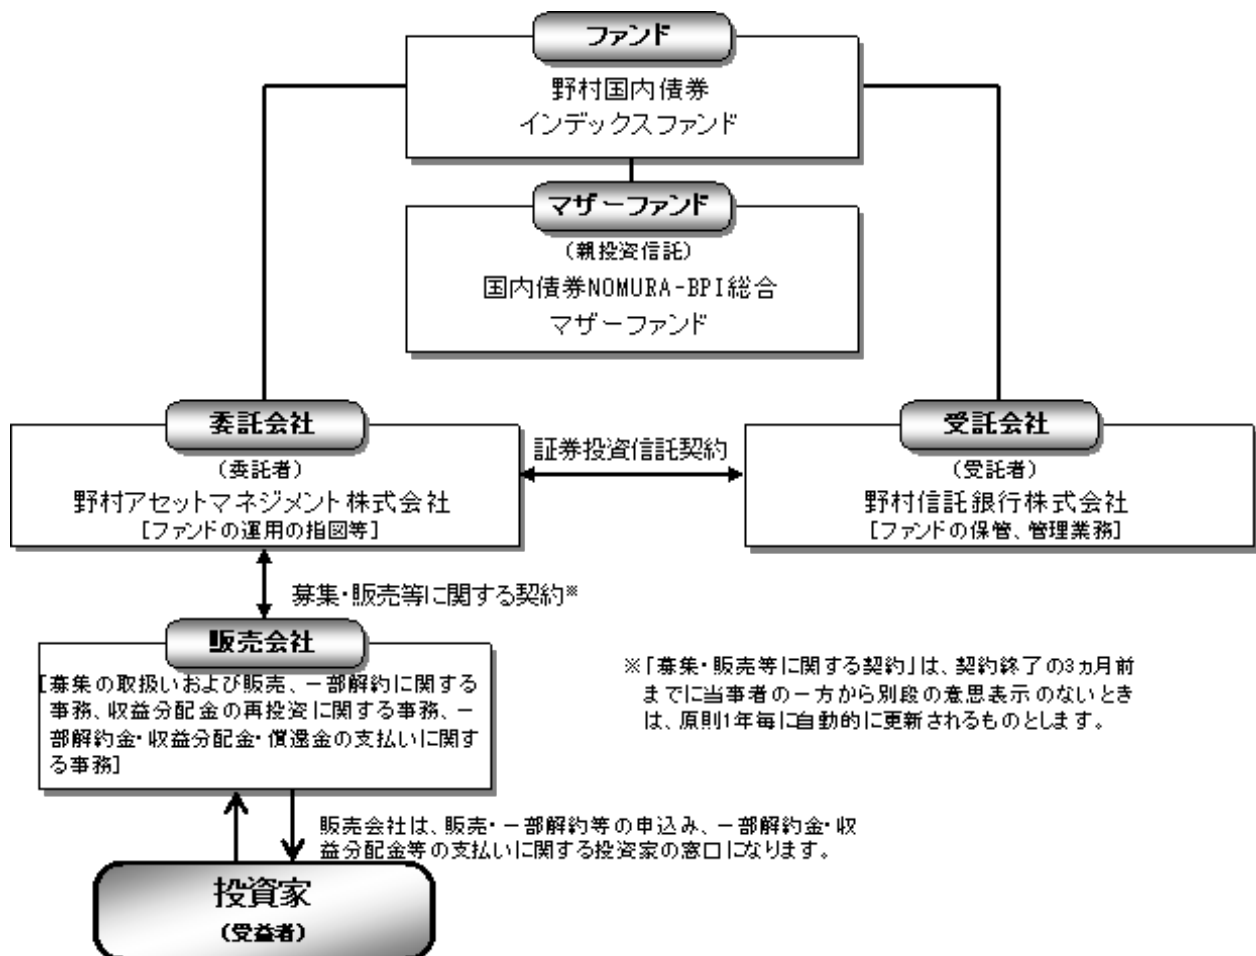 ファンド
野村国内債券
インデックスファンド
マザーファンド
(親投資信託)
国内債券NOMURA-BPI総合
マザーファンド
委託会社
(委託者)
野村アセットマネジメント株式会社
[ファンドの運用の指図等]
証券投資信託契約
受託会社
(受託者)
野村信託銀行株式会社
[ファンドの保管、管理業務]
募集・販売等に関する契約※
販売会社
[募集の取扱いおよび販売、一部解約に関する
事務、収益分配金の再投資に関する事務、一
部解約金・収益分配金・償還金の支払いに関す
る事務]
※「募集・販売等に関する契約」は、契約終了の3ヵ月前
までに当事者の一方から別段の意思表示のないとき
は、原則1年毎に自動的に更新されるものとします。
販売会社は、販売・一部解約等の申込み、一部解約金・収
益分配金等の支払いに関する投資家の窓口になります。
投資家
(受益者)